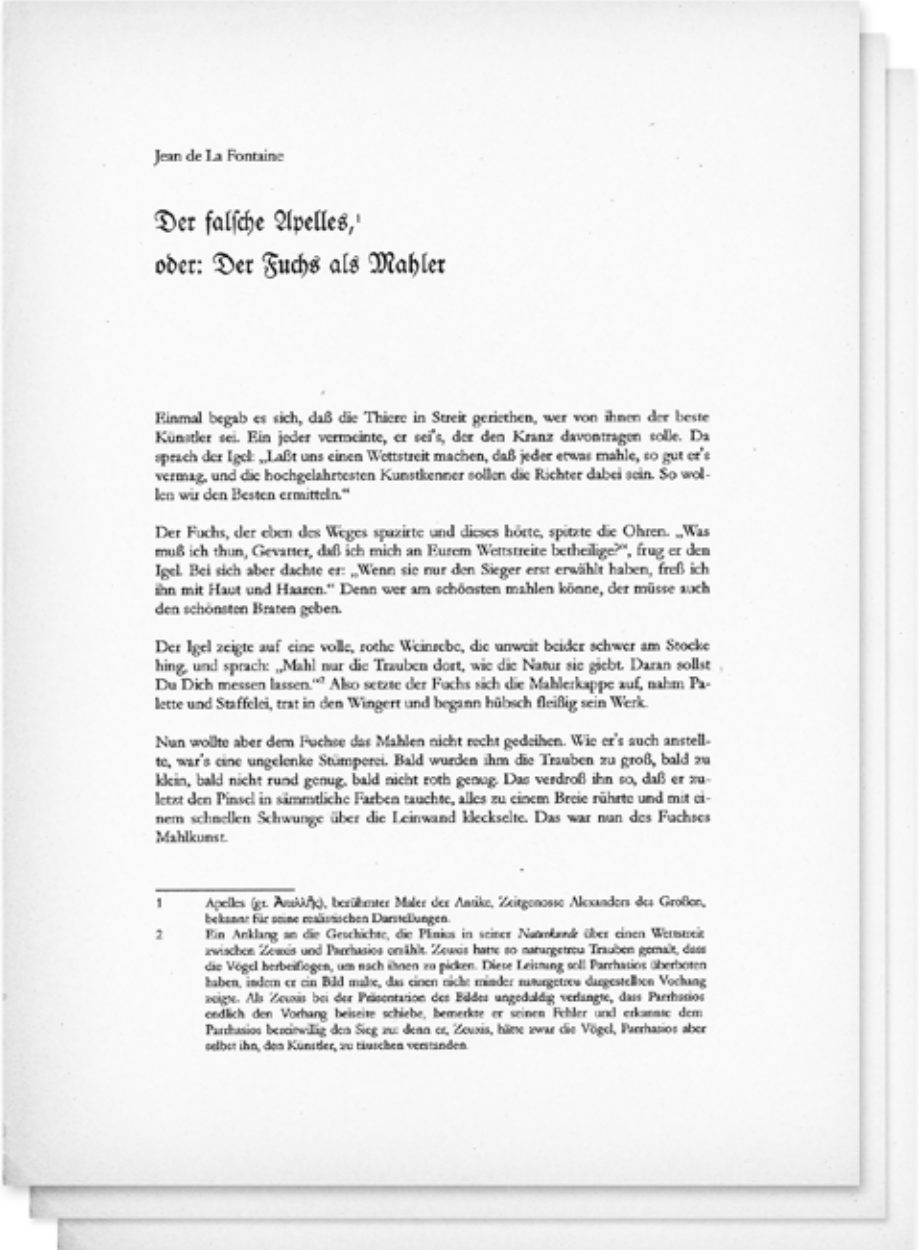 Jean de La Fontaine
Der falſche Apelles,¹
oder: Der Fuchs als Mahler
Einmal begab es sich, daß die Thiere in Streit geriethen, wer von ihnen der beste
Künstler sei. Ein jeder vermeinte, er sei's, der den Kranz davontragen solle. Da
sprach der Igel: „Laßt uns einen Wettstreit machen, daß jeder etwas mahle, so gut er's
vermag, und die hochgelahrtesten Kunstkenner sollen die Richter dabei sein. So wol-
len wir den Besten ermitteln.“
Der Fuchs, der eben des Weges spazirte und dieses hörte, spitzte die Ohren. „Was
muß ich thun, Gevatter, daß ich mich an Eurem Wettstreite betheilige?“, frug er den
Igel. Bei sich aber dachte er: „Wenn sie nur den Sieger erst erwählt haben, freß ich
ihn mit Haut und Haaren.“ Denn wer am schönsten mahlen könne, der müsse auch
den schönsten Braten geben.
Der Igel zeigte auf eine volle, rothe Weinrebe, die unweit beider schwer am Stocke
hing, und sprach: „Mahl nur die Trauben dort, wie die Natur sie giebt. Daran sollst
Du Dich messen lassen.“² Also setzte der Fuchs sich die Mahlerkappe auf, nahm Pa-
lette und Staffelei, trat in den Wingert und begann hübsch fleißig sein Werk.
Nun wollte aber dem Fuchse das Mahlen nicht recht gedeihen. Wie er's auch anstell-
te, war's eine ungelenke Stümperei. Bald wurden ihm die Trauben zu groß, bald zu
klein, bald nicht rund genug, bald nicht roth genug. Das verdroß ihn so, daß er zu-
letzt den Pinsel in sämmtliche Farben tauchte, alles zu einem Breie rührte und mit ei-
nem schnellen Schwunge über die Leinwand kleckselte. Das war nun des Fuchses
Mahlkunst.
1 Apelles (gr. Ἀπελλῆς), berühmter Maler der Antike, Zeitgenosse Alexanders des Großen,
bekannt für seine realistischen Darstellungen.
2 Ein Anklang an die Geschichte, die Plinius in seiner Naturkunde über einen Wettstreit
zwischen Zeuxis und Parrhasios erzählt. Zeuxis hatte so naturgetreu Trauben gemalt, dass
die Vögel herbeiflogen, um nach ihnen zu picken. Diese Leistung soll Parrhasios überboten
haben, indem er ein Bild malte, das einen nicht minder naturgetreu dargestellten Vorhang
zeigte. Als Zeuxis bei der Präsentation des Bildes ungeduldig verlangte, dass Parrhasios
endlich den Vorhang beiseite schiebe, bemerkte er seinen Fehler und erkannte dem
Parrhasios bereitwillig den Sieg zu: denn er, Zeuxis, hätte zwar die Vögel, Parrhasios aber
selbst ihn, den Künstler, zu täuschen verstanden.